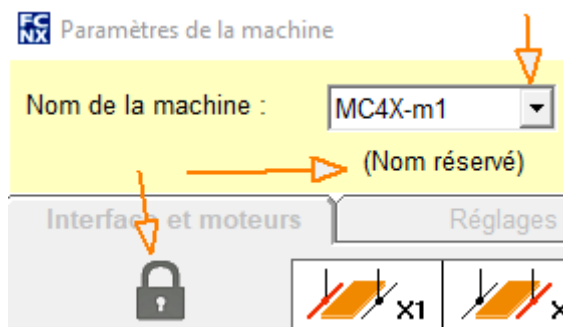 FC NX Paramètres de la machine
Nom de la machine : MC4X-m1
(Nom réservé)
Interface et moteurs Réglages
X1 X